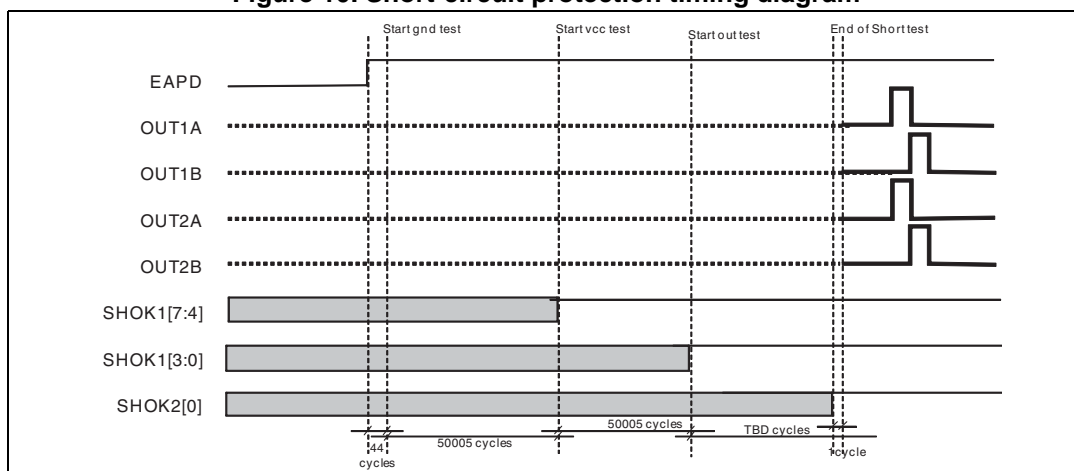 Figure 16. Short-circuit protection timing diagram
Start gnd test
Start vcc test
Start out test
End of Short test
EAPD
OUT1A
OUT1B
OUT2A
OUT2B
SHOK1[7:4]
SHOK1[3:0]
SHOK2[0]
44
cycles
50005 cycles
50005 cycles
TBD cycles
1cycle